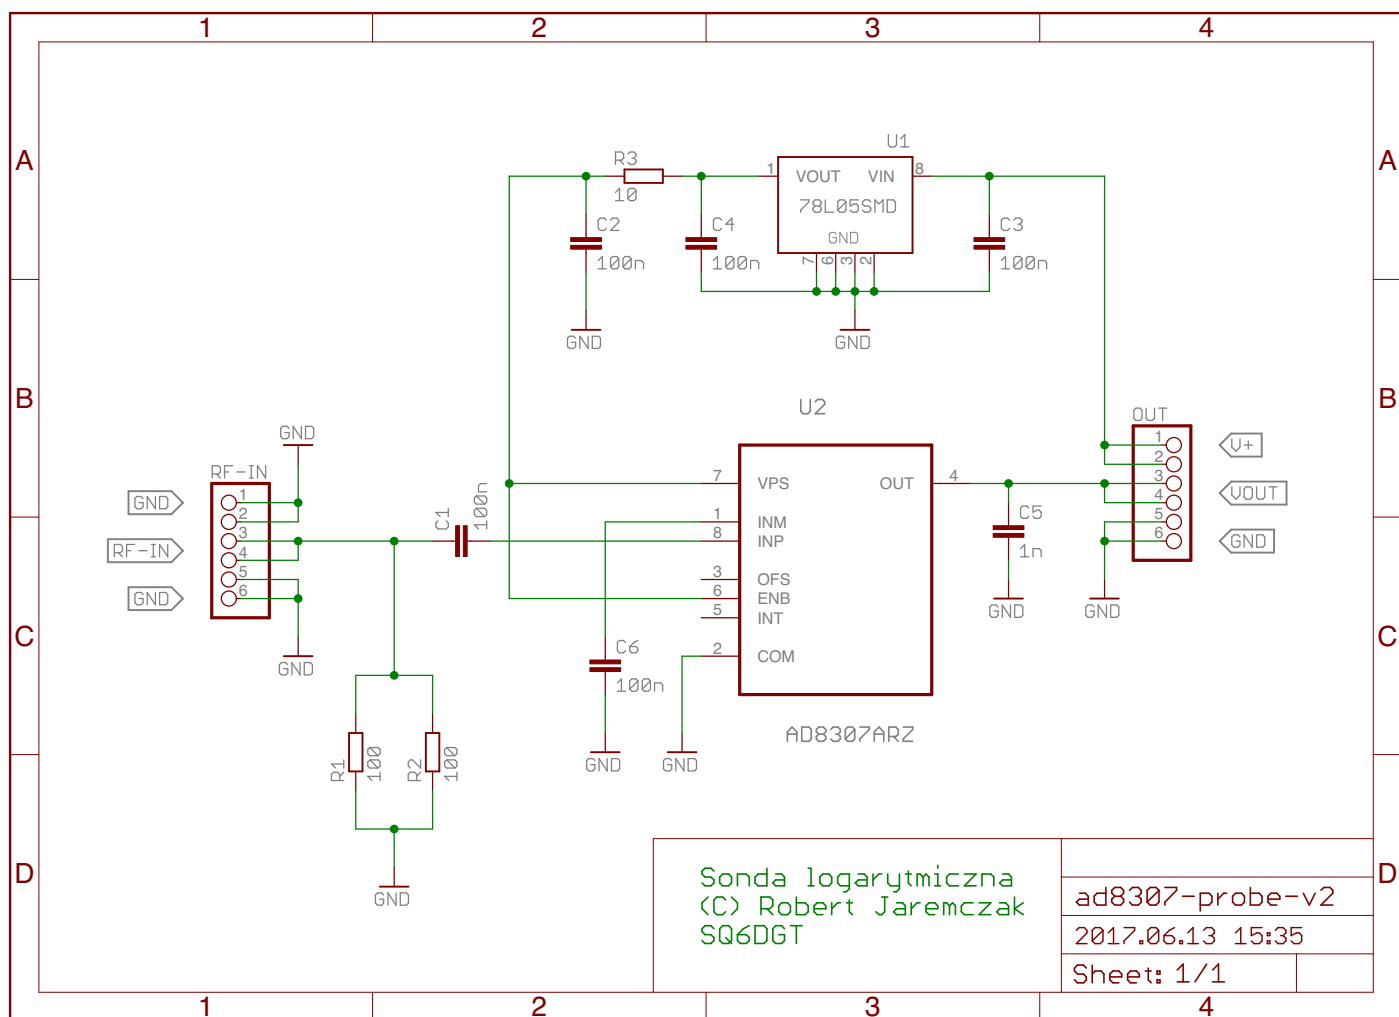 1 2 3 4
A A
U1
R3
1 VOUT VIN 8
10
78L05SMD
C2 C4 GND C3
100n 100n 7 6 3 2 100n
GND GND
B B
U2
OUT
GND
1 V+
RF-IN
2
7 VPS OUT 4 3
GND 1
4 VOUT
2
C1 100n 1 INM C5 5
RF-IN 3
8 INP 1n 6 GND
4
5
3 OFS
GND 6
6 ENB GND GND
5 INT
C C
GND
C6
2 COM
100n
AD8307ARZ
R1 100 R2 100 GND GND
D D
GND
Sonda logarytmiczna
(C) Robert Jaremczak
SQ6DGT
ad8307-probe-v2
2017.06.13 15:35
Sheet: 1/1
1 2 3 4